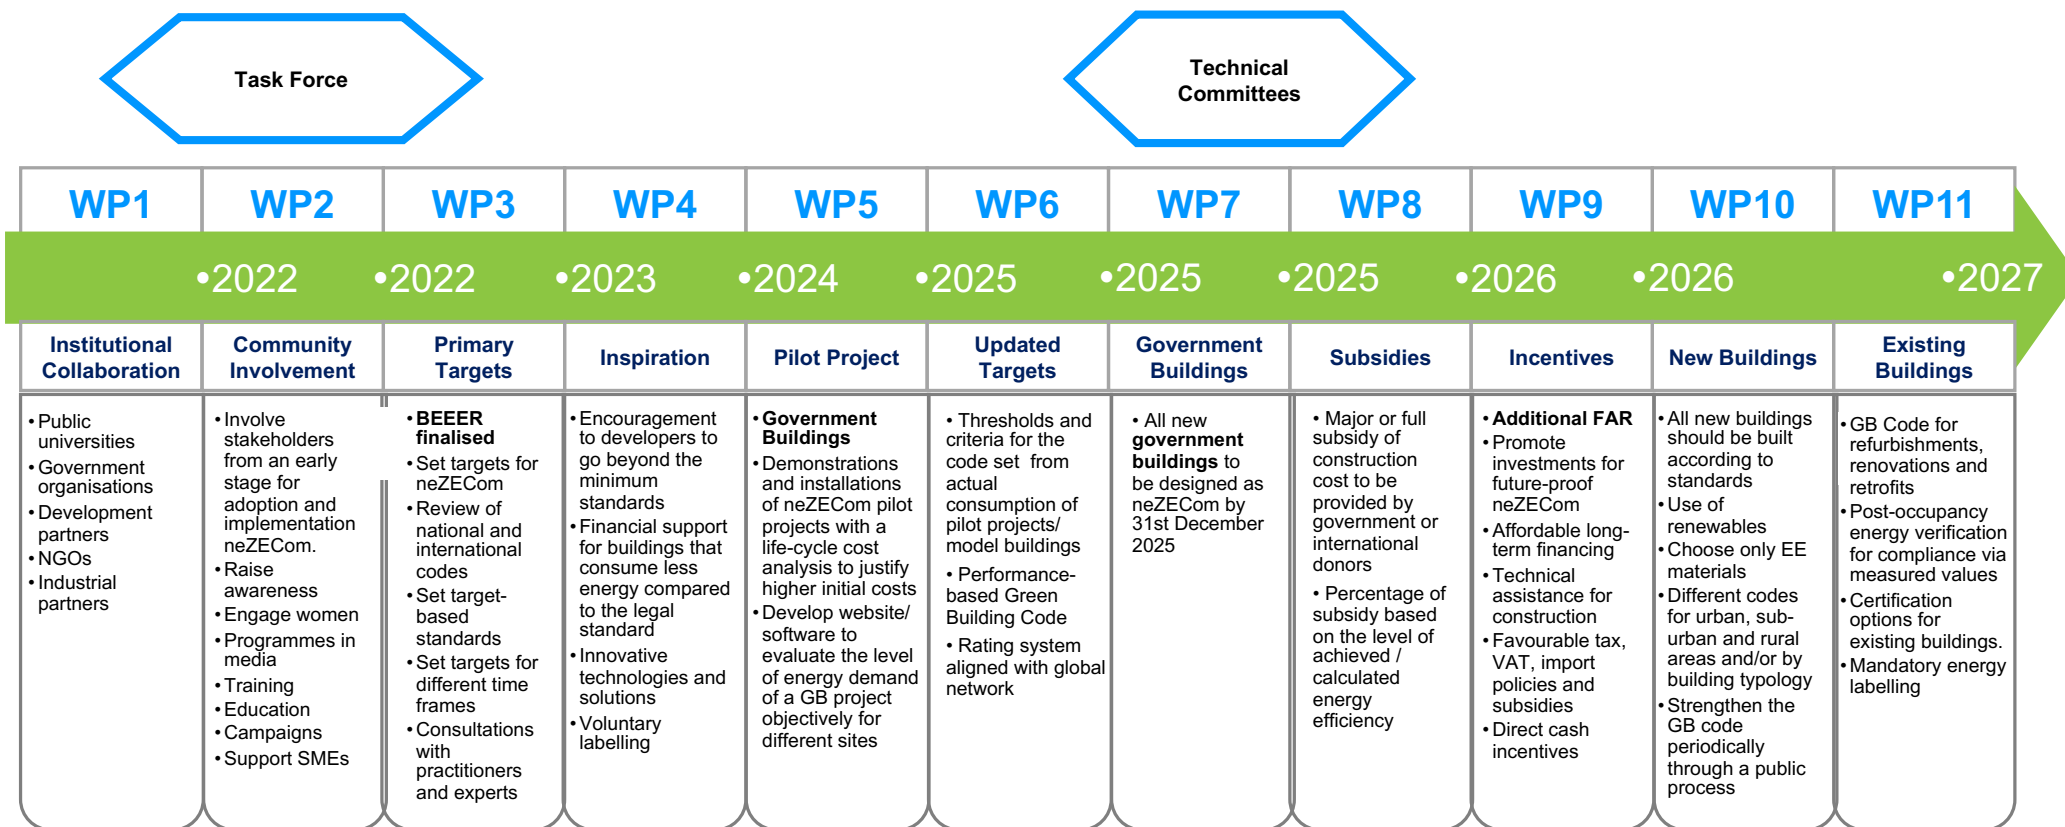 Task Force
Technical
Committees
WP1
WP2
WP3
WP4
WP5
WP6
WP7
WP8
WP9
WP10
WP11
•2022
•2022
•2023
•2024
•2025
•2025
•2025
•2026
•2026
•2027
Institutional
Collaboration
Community
Involvement
Primary
Targets
Inspiration
Pilot Project
Updated
Targets
Government
Buildings
Subsidies
Incentives
New Buildings
Existing
Buildings
• Public
universities
• Government
organisations
• Development
partners
• NGOs
• Industrial
partners
• Involve
stakeholders
from an early
stage for
adoption and
implementation
neZECom.
• Raise
awareness
• Engage women
• Programmes in
media
• Training
• Education
• Campaigns
• Support SMEs
• BEEER
finalised
• Set targets for
neZECom
• Review of
national and
international
codes
• Set target-
based
standards
• Set targets for
different time
frames
• Consultations
with
practitioners
and experts
• Encouragement
to developers to
go beyond the
minimum
standards
• Financial support
for buildings that
consume less
energy compared
to the legal
standard
• Innovative
technologies and
solutions
• Voluntary
labelling
• Government
Buildings
• Demonstrations
and installations
of neZECom pilot
projects with a
life-cycle cost
analysis to justify
higher initial costs
• Develop website/
software to
evaluate the level
of energy demand
of a GB project
objectively for
different sites
• Thresholds and
criteria for the
code set from
actual
consumption of
pilot projects/
model buildings
• Performance-
based Green
Building Code
• Rating system
aligned with global
network
• All new
government
buildings to
be designed as
neZECom by
31st December
2025
• Major or full
subsidy of
construction
cost to be
provided by
government or
international
donors
• Percentage of
subsidy based
on the level of
achieved /
calculated
energy
efficiency
• Additional FAR
• Promote
investments for
future-proof
neZECom
• Affordable long-
term financing
• Technical
assistance for
construction
• Favourable tax,
VAT, import
policies and
subsidies
• Direct cash
incentives
• All new buildings
should be built
according to
standards
• Use of
renewables
• Choose only EE
materials
• Different codes
for urban, sub-
urban and rural
areas and/or by
building typology
• Strengthen the
GB code
periodically
through a public
process
• GB Code for
refurbishments,
renovations and
retrofits
• Post-occupancy
energy verification
for compliance via
measured values
• Certification
options for
existing buildings.
• Mandatory energy
labelling